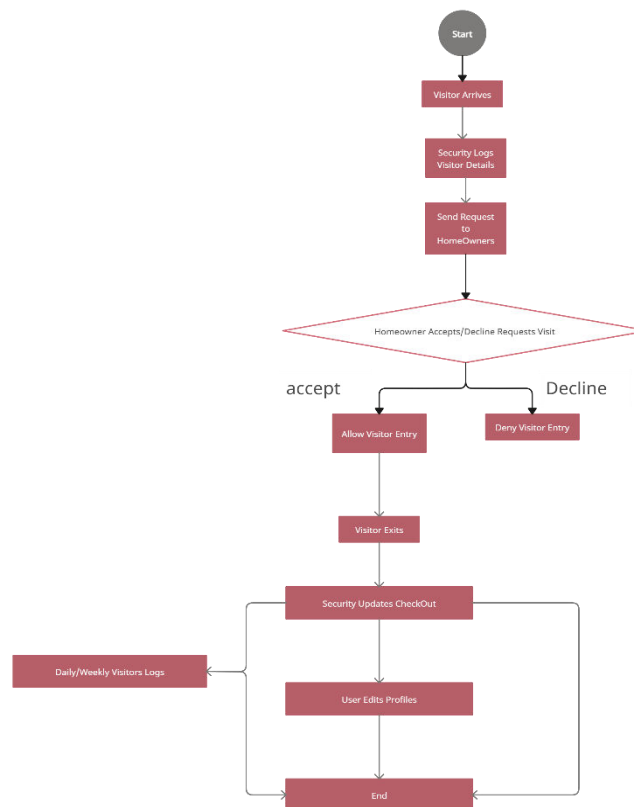 Start
Visitor Arrives
Security Logs
Visitor Details
Send Request
to
HomeOwners
Homeowner Accepts/Decline Requests Visit
accept
Decline
Allow Visitor Entry
Deny Visitor Entry
Visitor Exits
Security Updates CheckOut
Daily/Weekly Visitors Logs
User Edits Profiles
End